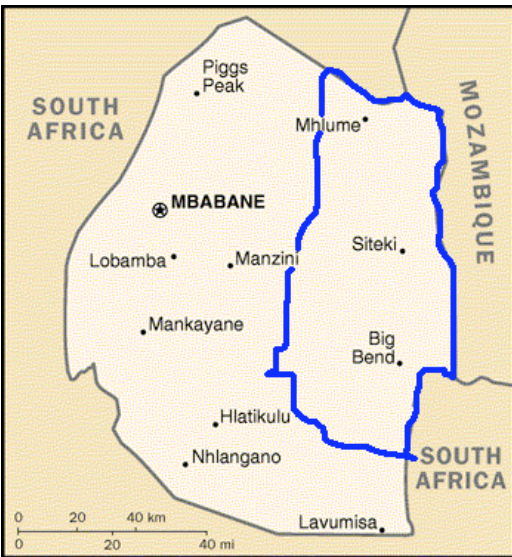 Piggs
Peak
SOUTH
AFRICA
MOZAMBIQUE
Mhlume
MBABANE
Siteki
Lobamba
Manzini
Mankayane
Big
Bend
Hlatikulu
Nhlangano
SOUTH
AFRICA
Lavumisa
0 20 40 km
0 20 40 mi